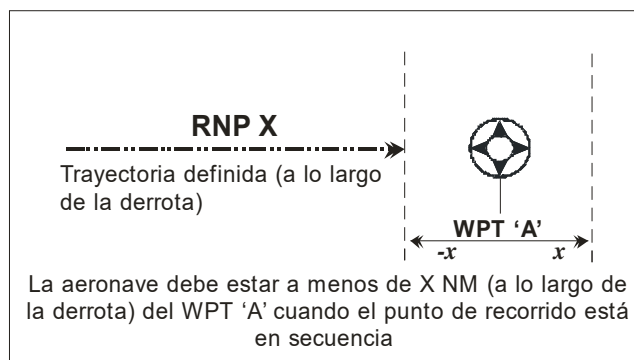 RNP X
Trayectoria definida (a lo largo
de la derrota)
WPT ‘A’
-x x
La aeronave debe estar a menos de X NM (a lo largo de
la derrota) del WPT ‘A’ cuando el punto de recorrido está
en secuencia